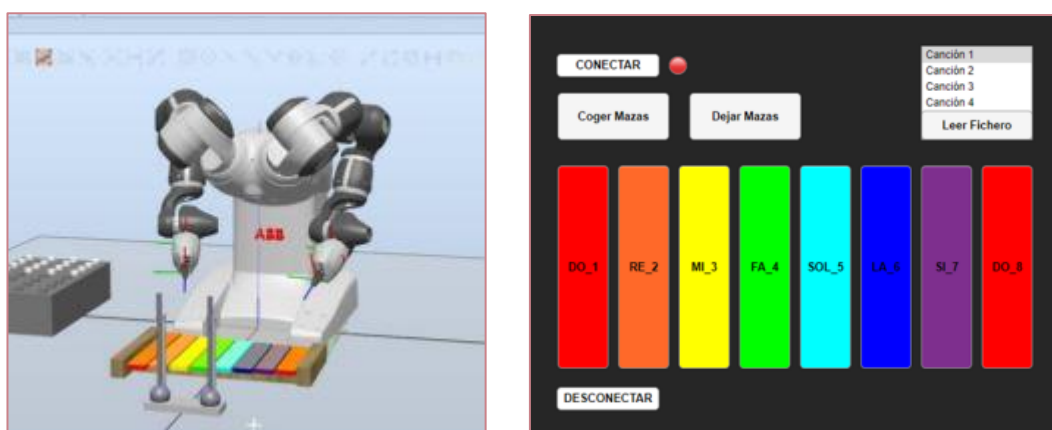 ABB
CONECTAR
Canción 1
Canción 2
Canción 3
Canción 4
Coger Mazas
Dejar Mazas
Leer Fichero
DO_1
RE_2
MI_3
FA_4
SOL_5
LA_6
SI_7
DO_8
DESCONECTAR